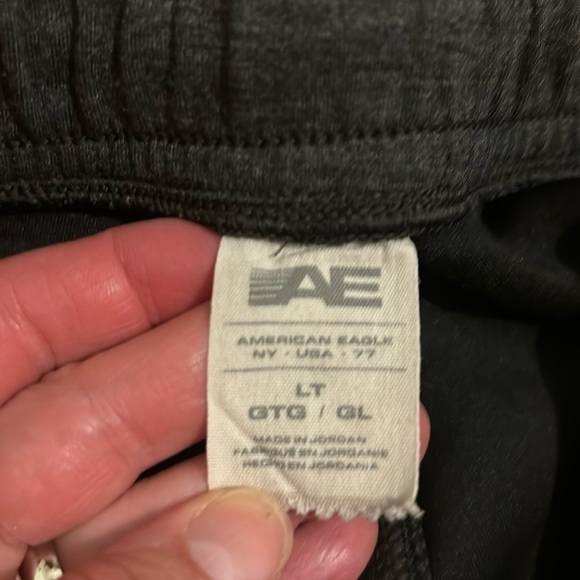 AE
AMERICAN EAGLE
NY · USA · 77
LT
GTG / GL
MADE IN JORDAN
FABRIQUÉ EN JORDANIE
HECHO EN JORDANIA